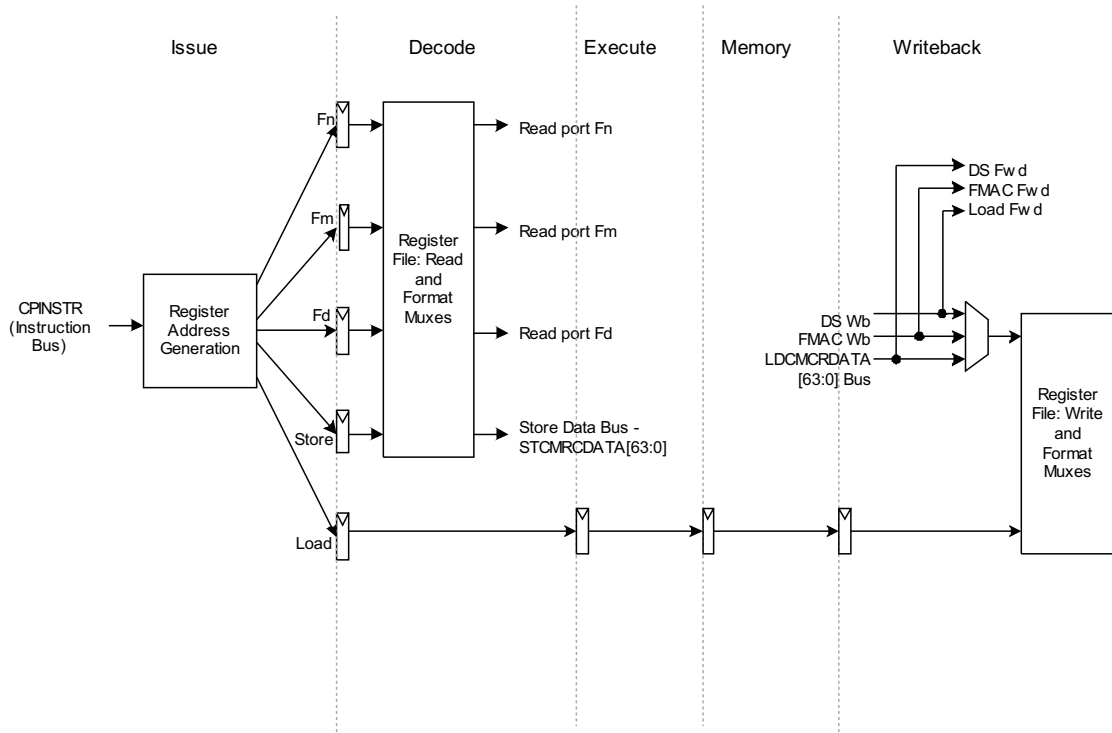 Issue
Decode
Execute
Memory
Writeback
Fn
Read port Fn
DS Fwd
FMAC Fwd
Load Fwd
Fm
Register
File: Read
and
Format
Muxes
Read port Fm
CPINSTR
(Instruction
Bus)
Register
Address
Generation
Fd
Read port Fd
DS Wb
FMAC Wb
LDCMCRDATA
[63:0] Bus
Register
File: Write
and
Format
Muxes
Store
Store Data Bus -
STCMRCDATA[63:0]
Load